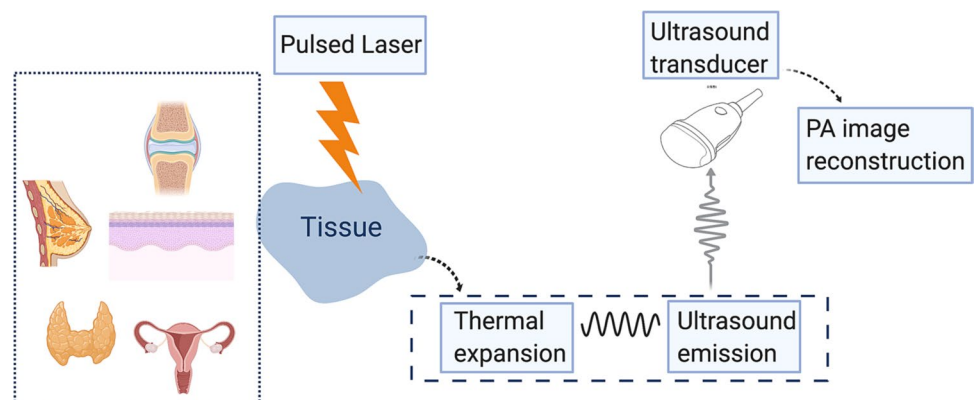 Pulsed Laser
Ultrasound
transducer
PA image
reconstruction
Tissue
Thermal
expansion
Ultrasound
emission